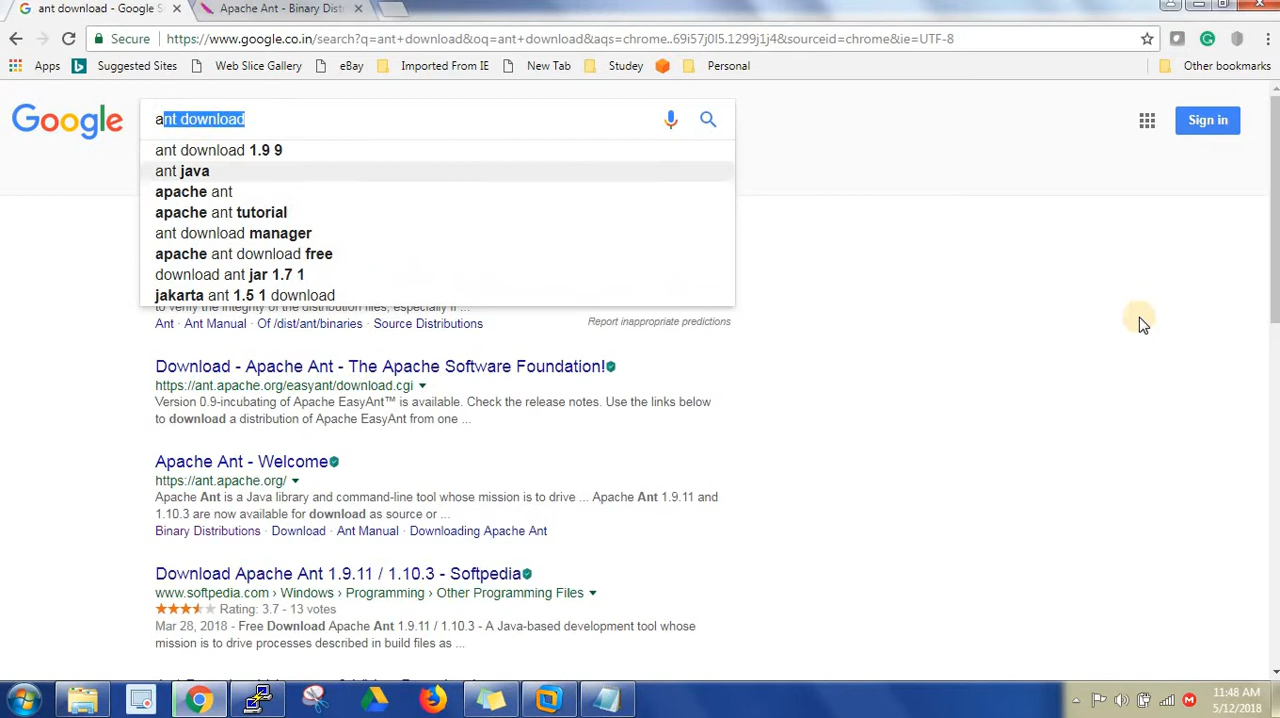 ant download - Google S
Apache Ant - Binary Distri
Secure
https://www.google.co.in/search?q=ant+download&oq=ant+download&aqs=chrome..69i57j0l5.1299j1j4&sourceid=chrome&ie=UTF-8
Apps Suggested Sites Web Slice Gallery eBay Imported From IE New Tab Studey Personal Other bookmarks
Google
ant download
Sign in
ant download 1.9 9
ant java
apache ant
apache ant tutorial
ant download manager
apache ant download free
download ant jar 1.7 1
jakarta ant 1.5 1 download
to verify the integrity of the distribution files, especially if ...
Ant · Ant Manual · Of /dist/ant/binaries · Source Distributions
Report inappropriate predictions
Download - Apache Ant - The Apache Software Foundation!
https://ant.apache.org/easyant/download.cgi
Version 0.9-incubating of Apache EasyAnt™ is available. Check the release notes. Use the links below
to download a distribution of Apache EasyAnt from one ...
Apache Ant - Welcome
https://ant.apache.org/
Apache Ant is a Java library and command-line tool whose mission is to drive ... Apache Ant 1.9.11 and
1.10.3 are now available for download as source or ...
Binary Distributions · Download · Ant Manual · Downloading Apache Ant
Download Apache Ant 1.9.11 / 1.10.3 - Softpedia
www.softpedia.com › Windows › Programming › Other Programming Files
Rating: 3.7 - 13 votes
Mar 28, 2018 - Free Download Apache Ant 1.9.11 / 1.10.3 - A Java-based development tool whose
mission is to drive processes described in build files as ...
11:48 AM
5/12/2018